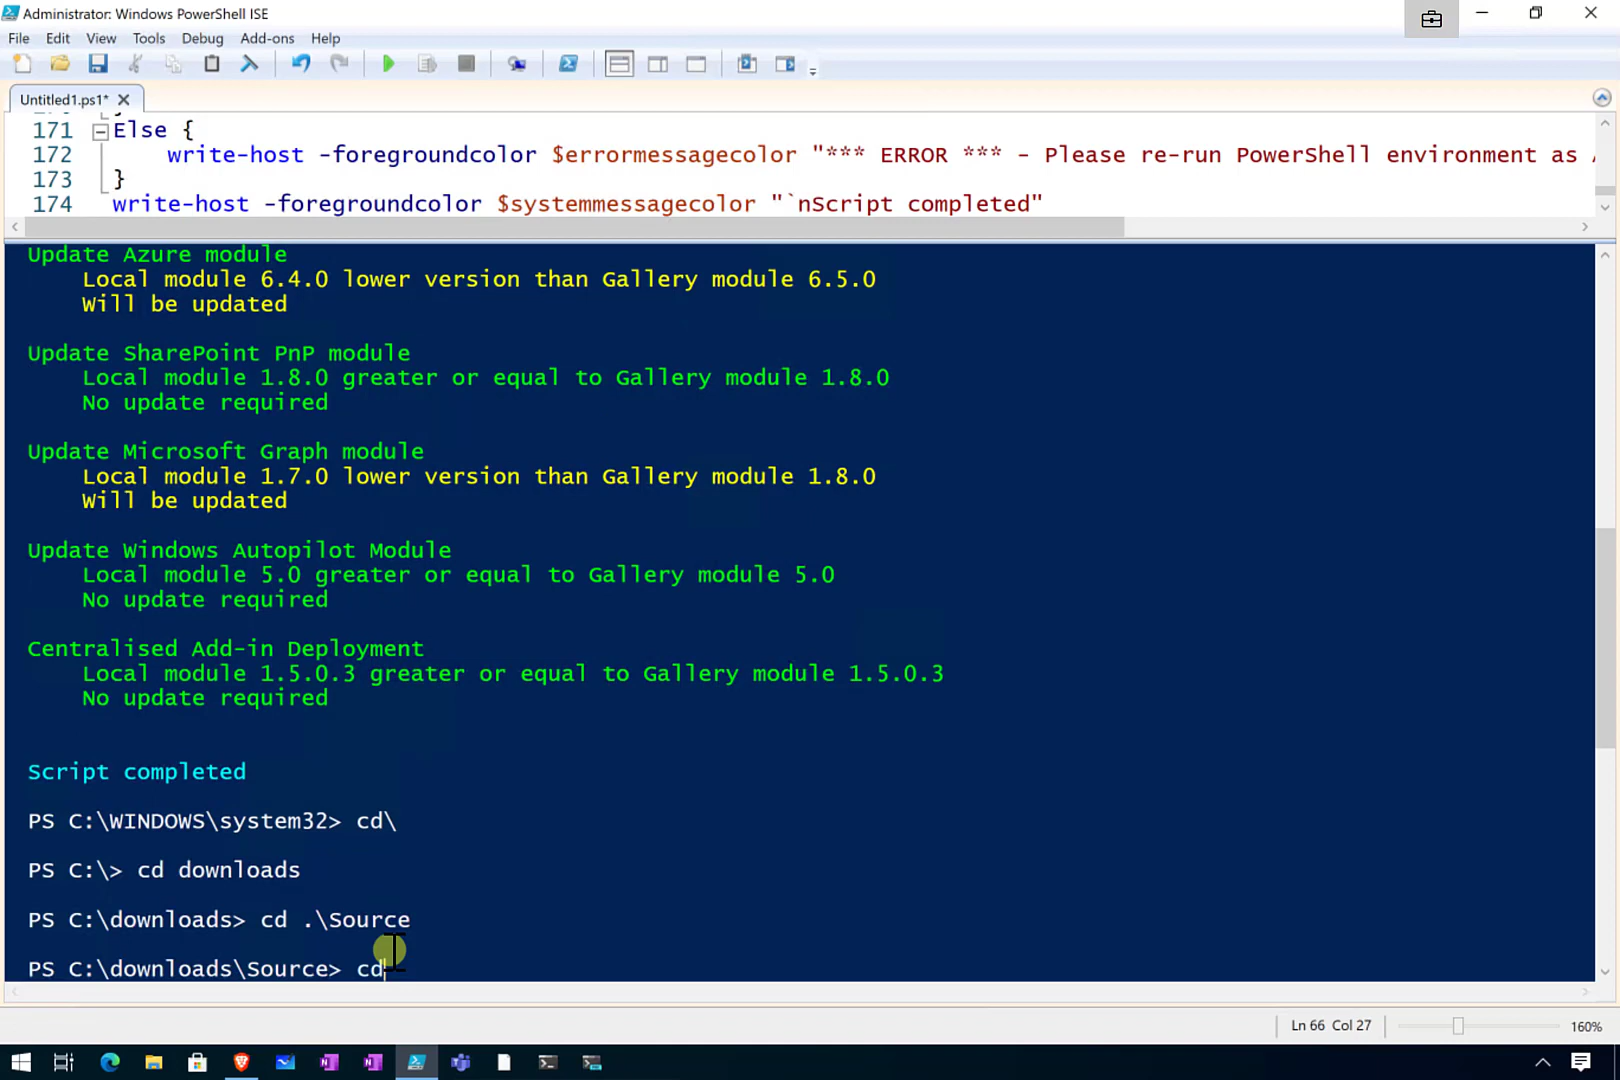 Administrator: Windows PowerShell ISE
File Edit View Tools Debug Add-ons Help
Untitled1.ps1*
171 Else {
172 write-host -foregroundcolor $errormessagecolor "*** ERROR *** - Please re-run PowerShell environment as
173 }
174 write-host -foregroundcolor $systemmessagecolor "`nScript completed"
Update Azure module
Local module 6.4.0 lower version than Gallery module 6.5.0
Will be updated
Update SharePoint PnP module
Local module 1.8.0 greater or equal to Gallery module 1.8.0
No update required
Update Microsoft Graph module
Local module 1.7.0 lower version than Gallery module 1.8.0
Will be updated
Update Windows Autopilot Module
Local module 5.0 greater or equal to Gallery module 5.0
No update required
Centralised Add-in Deployment
Local module 1.5.0.3 greater or equal to Gallery module 1.5.0.3
No update required
Script completed
PS C:\WINDOWS\system32> cd\
PS C:\> cd downloads
PS C:\downloads> cd .\Source
PS C:\downloads\Source> cd
Ln 66 Col 27 160%